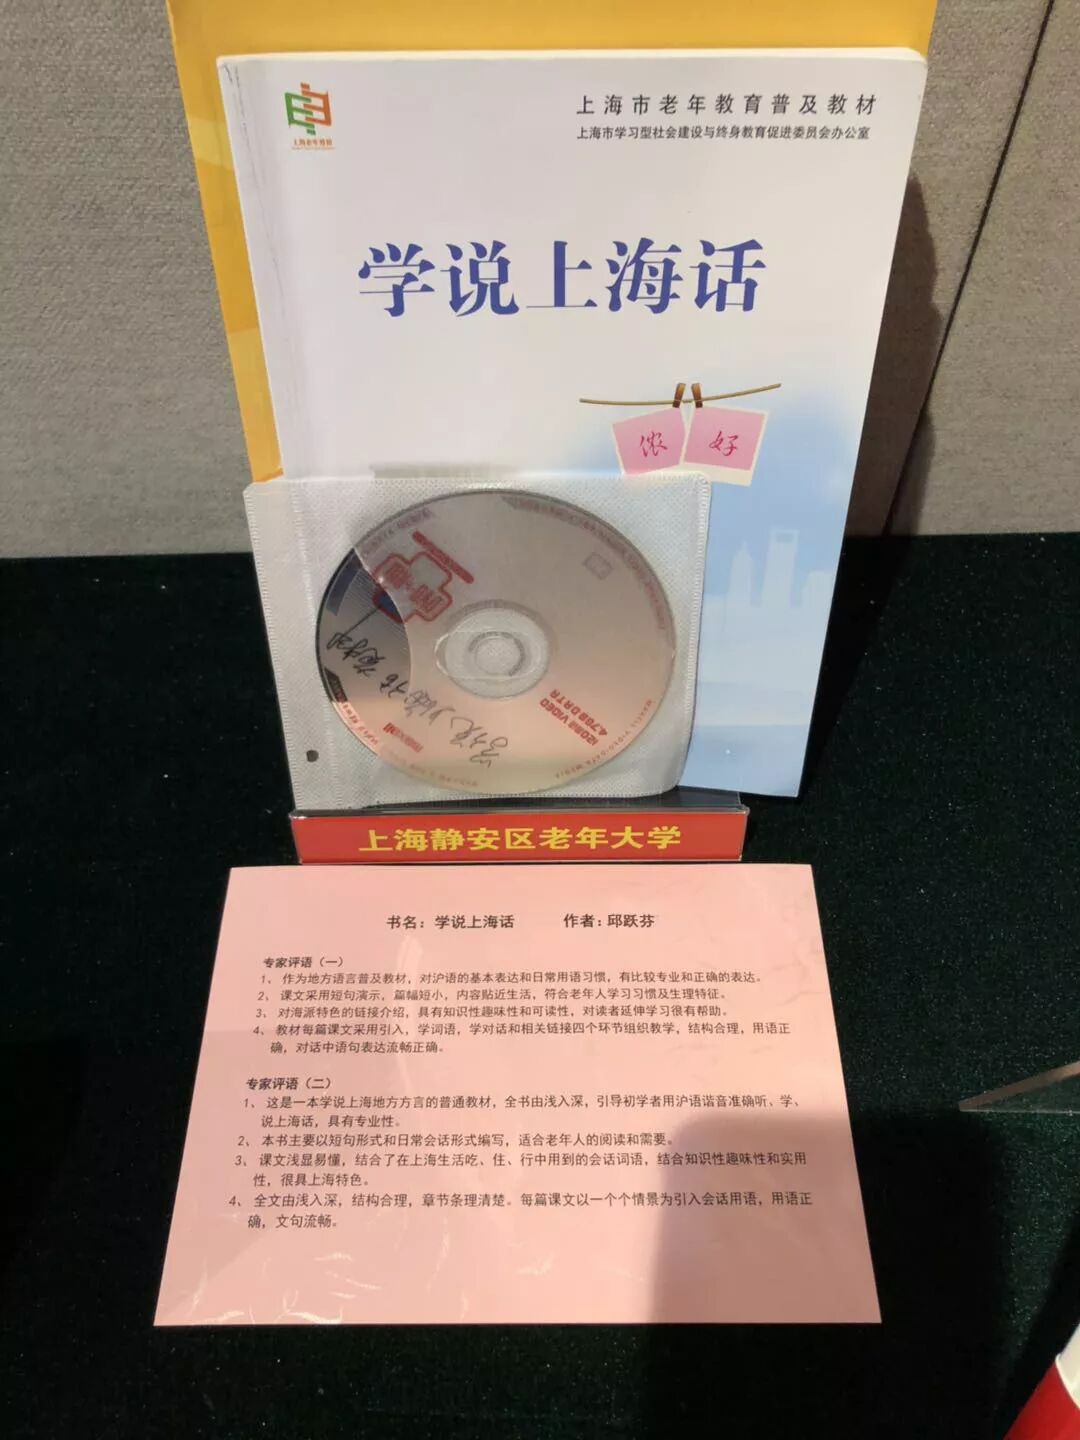 上海市老年教育普及教材
上海市学习型社会建设与终身教育促进委员会办公室
上海老年教育
学说上海话
侬 好
120min VIDEO
4.7GB DATA
maxell
上海静安区老年大学
书名：学说上海话 作者：邱跃芬
专家评语（一）
1、 作为地方语言普及教材，对沪语的基本表达和日常用语习惯，有比较专业和正确的表达。
2、 课文采用短句演示，篇幅短小，内容贴近生活，符合老年人学习习惯及生理特征。
3、 对海派特色的链接介绍，具有知识性趣味性和可读性，对读者延伸学习很有帮助。
4、 教材每篇课文采用引入，学词语，学对话和相关链接四个环节组织教学，结构合理，用语正
确，对话中语句表达流畅正确。
专家评语（二）
1、 这是一本学说上海地方方言的普通教材，全书由浅入深，引导初学者用沪语谐音准确听、学、
说上海话，具有专业性。
2、 本书主要以短句形式和日常会话形式编写，适合老年人的阅读和需要。
3、 课文浅显易懂，结合了在上海生活吃、住、行中用到的会话词语，结合知识性趣味性和实用
性，很具上海特色。
4、 全文由浅入深，结构合理，章节条理清楚。每篇课文以一个个情景为引入会话用语，用语正
确，文句流畅。